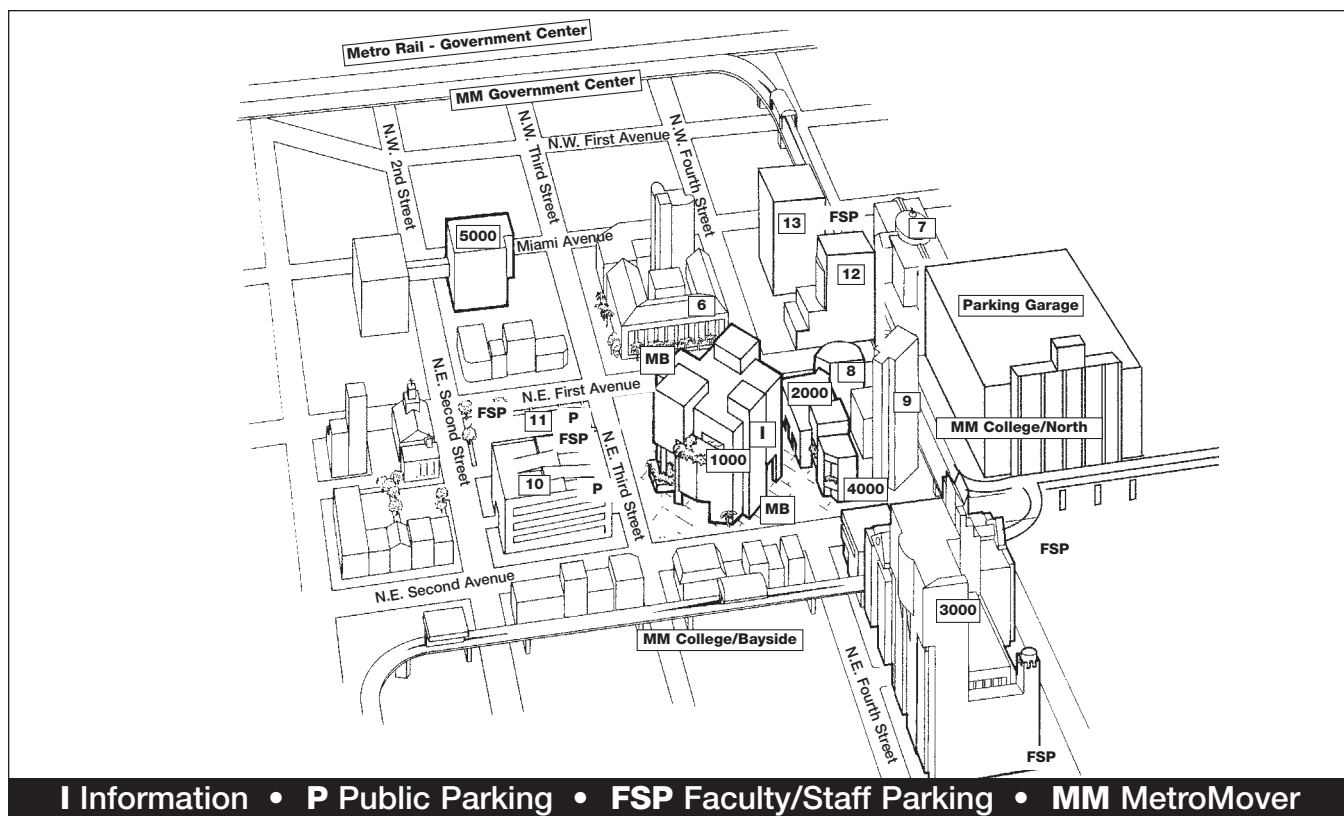 Metro Rail - Government Center
MM Government Center
N.W. 2nd Street
N.W. Third Street
N.W. First Avenue
N.W. Fourth Street
5000
Miami Avenue
13
FSP
7
12
6
Parking Garage
MB
8
2000
9
N.E. Second Street
N.E. First Avenue
FSP
11
P
FSP
I
MM College/North
1000
10
P
N.E. Third Street
4000
MB
FSP
N.E. Second Avenue
3000
MM College/Bayside
N.E. Fourth Street
FSP
I Information • P Public Parking • FSP Faculty/Staff Parking • MM MetroMover